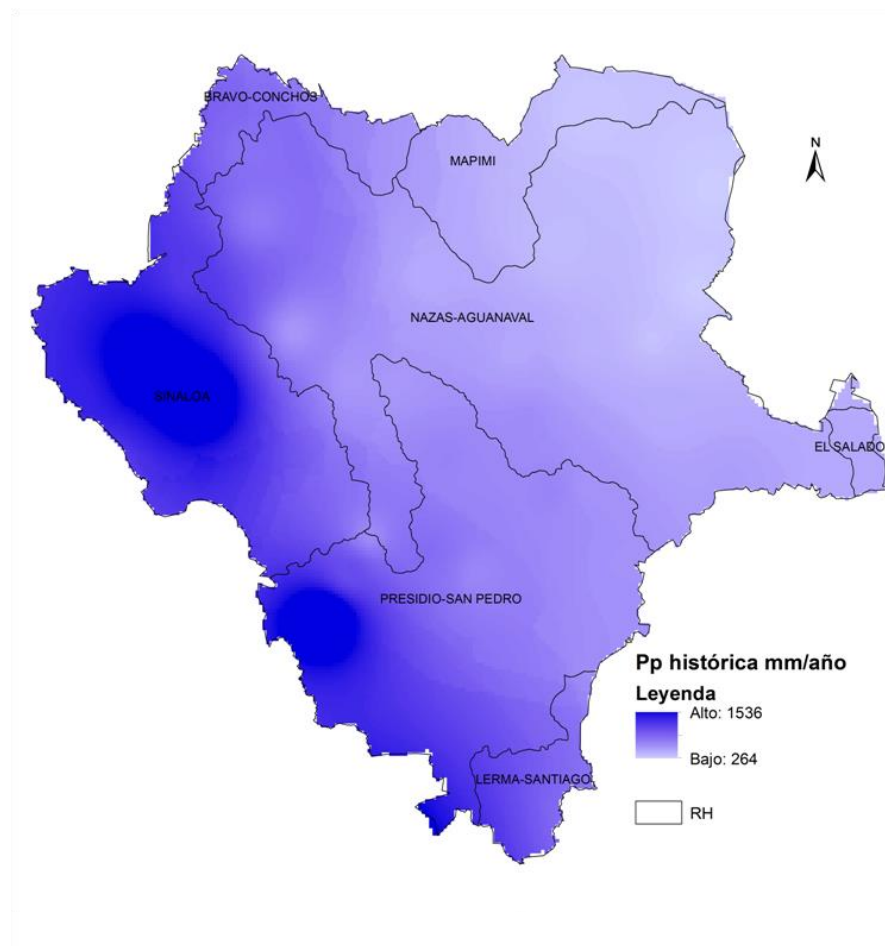 BRAVO-CONCHOS
N
MAPIMI
NAZAS-AGUANAVAL
SINALOA
EL SALADO
PRESIDIO-SAN PEDRO
Pp histórica mm/año
Leyenda
Alto: 1536
Bajo: 264
LERMA-SANTIAGO
RH